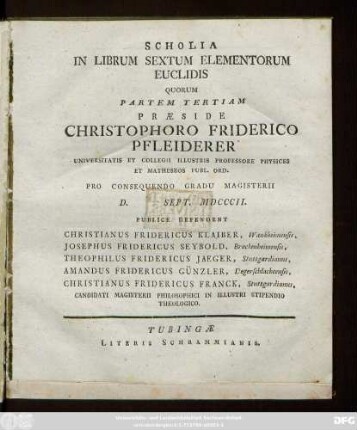 SCHOLIA
IN LIBRUM SEXTUM ELEMENTORUM
EUCLIDIS
QUORUM
PARTEM TERTIAM
PRÆSIDE
CHRISTOPHORO FRIDERICO
PFLEIDERER
UNIVERSITATIS ET COLLEGII ILLUSTRIS PROFESSORE PHYSICES
ET MATHESEOS PUBL. ORD.
PRO CONSEQUENDO GRADU MAGISTERII
D. SEPT. MDCCCII.
PUBLICE DEFENDENT
CHRISTIANUS FRIDERICUS KLAIBER,
JOSEPHUS FRIDERICUS SEYBOLD, Brackenheimensis,
THEOPHILUS FRIDERICUS JAEGER, Stuttgardianus,
AMANDUS FRIDERICUS GÜNZLER, Degerschlachtensis,
CHRISTIANUS FRIDERICUS FRANCK, Stuttgardianus,
CANDIDATI MAGISTERII PHILOSOPHICI IN ILLUSTRI STIPENDIO
THEOLOGICO.
TUBINGÆ
LITERIS SCHRAMMIANIS.
DFG